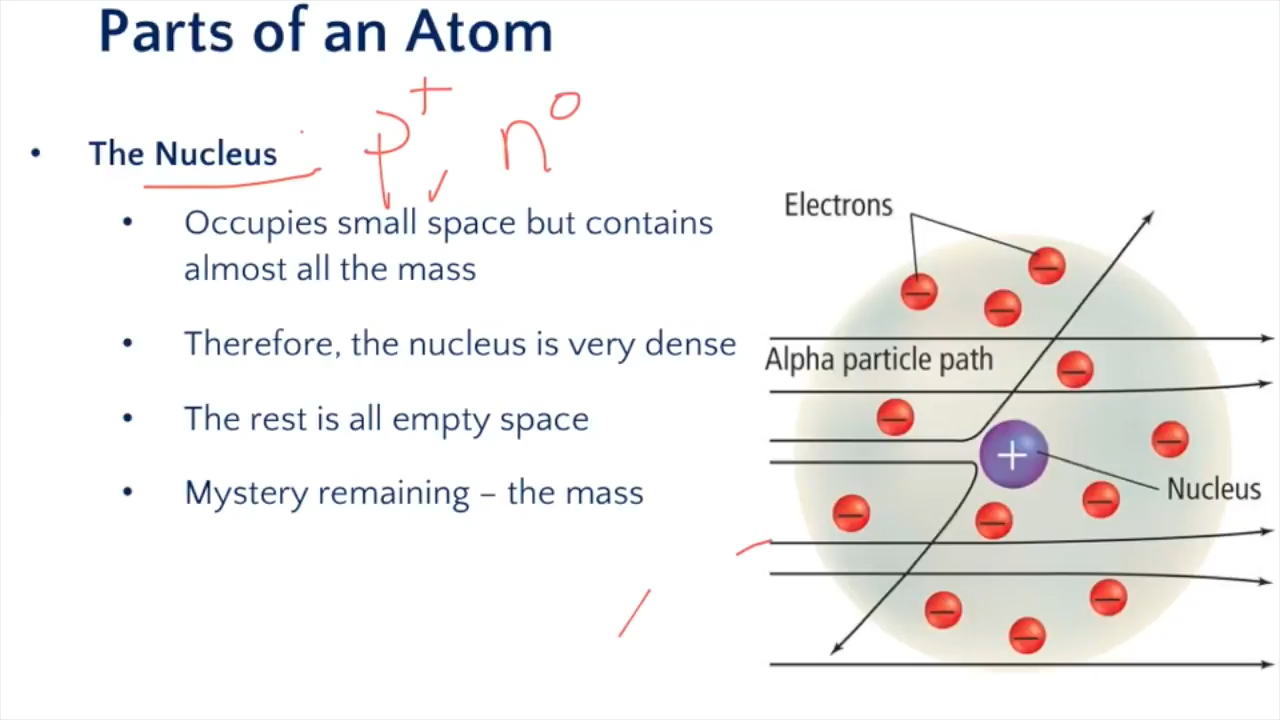 Parts of an Atom
p+ n0
• The Nucleus
• Occupies small space but contains
almost all the mass
• Therefore, the nucleus is very dense
• The rest is all empty space
• Mystery remaining – the mass
Electrons
Alpha particle path
+
Nucleus